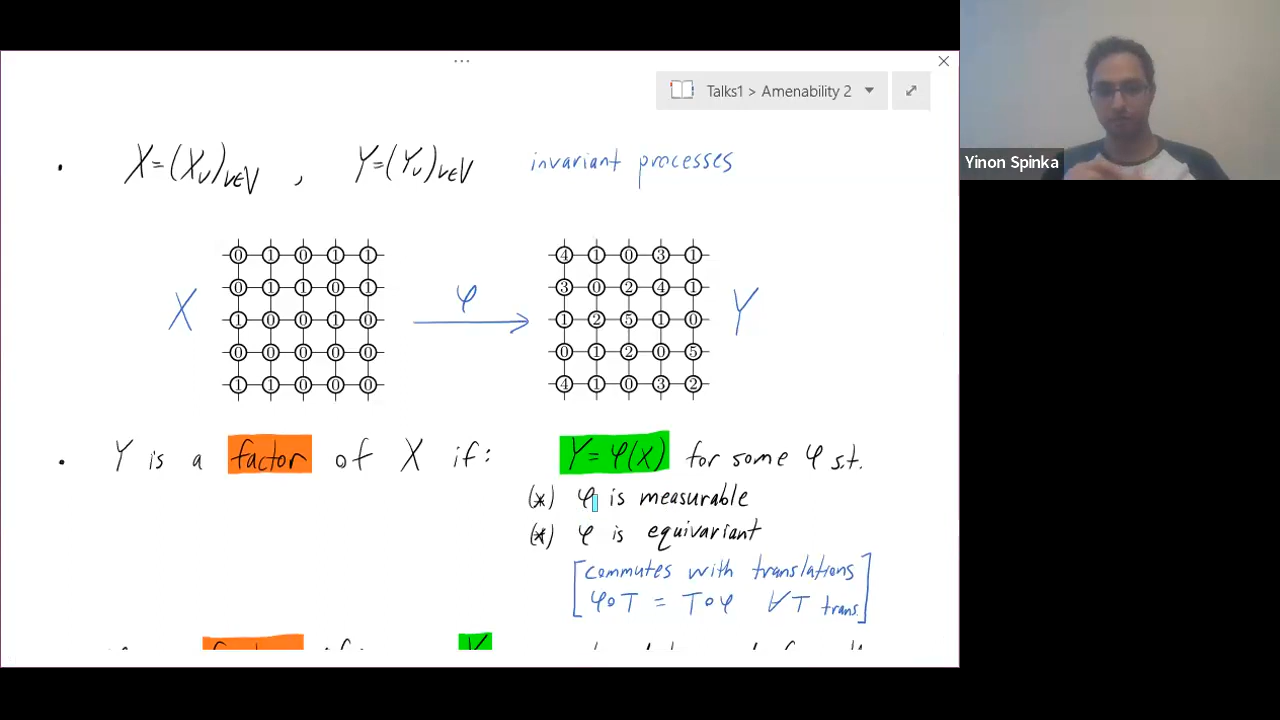 Talks1 > Amenability 2
Yinon Spinka
· X=(Xv)v∈V , Y=(Yv)v∈V invariant processes
0 1 0 1 1 4 1 0 3 1
0 1 1 0 1 3 0 2 4 1
X φ Y
1 0 0 1 0 1 2 5 1 0
0 0 0 0 0 0 1 2 0 5
1 1 0 0 0 4 1 0 3 2
· Y is a factor of X if: Y=φ(X) for some φ s.t.
(*) φ is measurable
(*) φ is equivariant
[commutes with translations
φ∘T = T∘φ ∀T trans.]